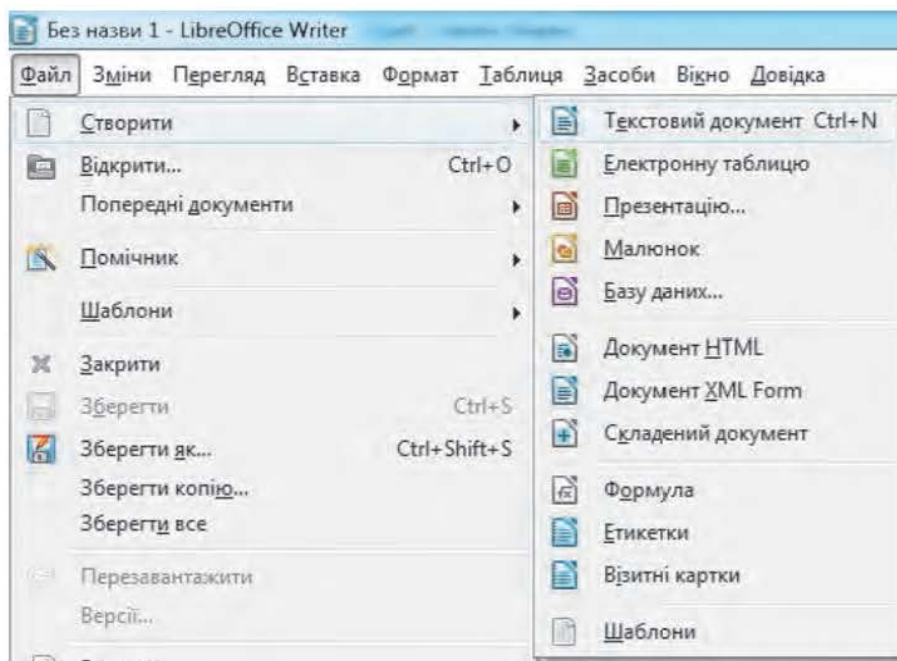 Без назви 1 - LibreOffice Writer
Файл Зміни Перегляд Вставка Формат Таблиця Засоби Вікно Довідка
Створити
Відкрити... Ctrl+O
Попередні документи
Помічник
Шаблони
Закрити
Зберегти Ctrl+S
Зберегти як... Ctrl+Shift+S
Зберегти копію...
Зберегти все
Перезавантажити
Версії...
Текстовий документ Ctrl+N
Електронну таблицю
Презентацію...
Малюнок
Базу даних...
Документ HTML
Документ XML Form
Складений документ
Формула
Етикетки
Візитні картки
Шаблони